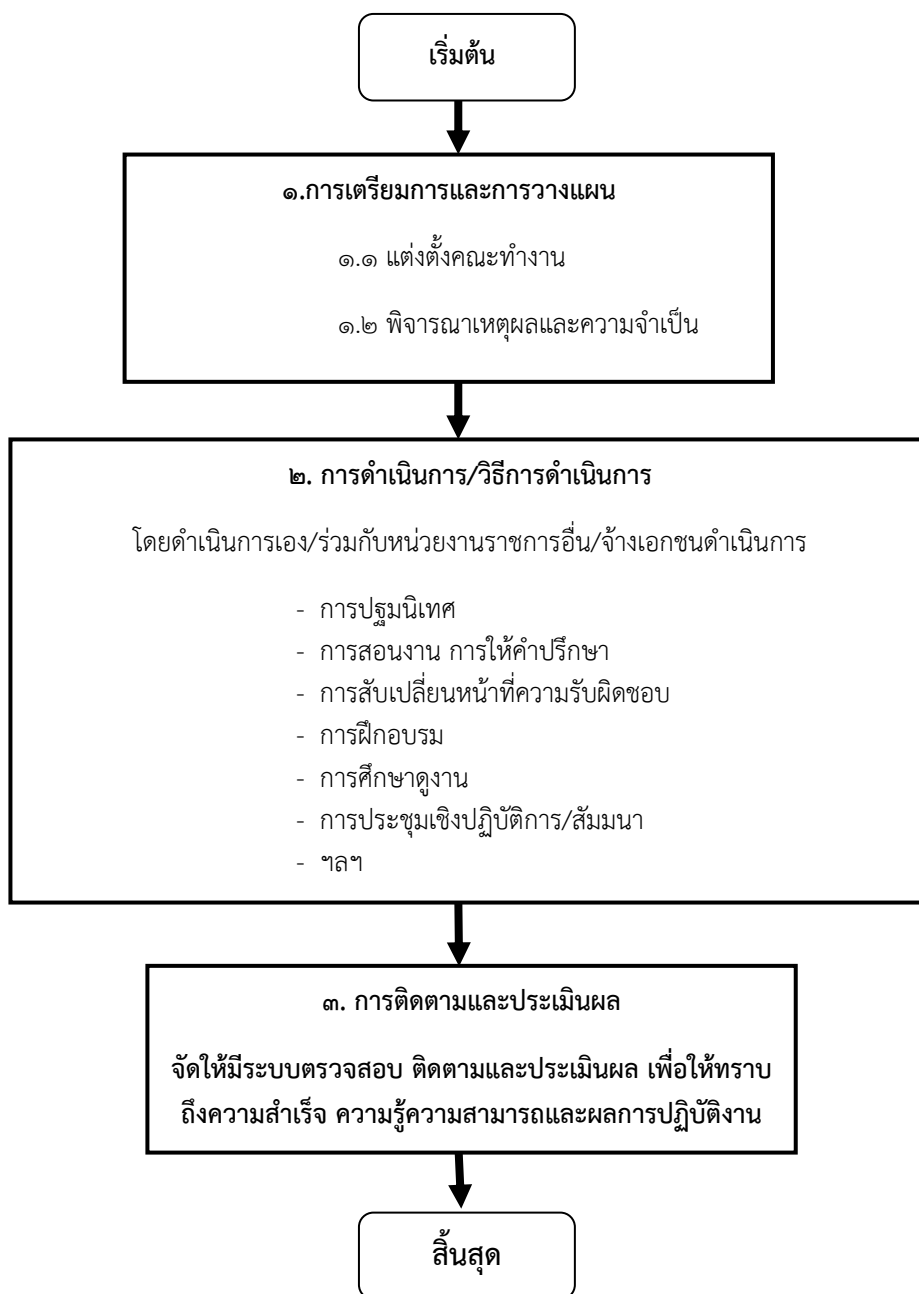 เริ่มต้น
๑.การเตรียมการและการวางแผน
๑.๑ แต่งตั้งคณะทำงาน
๑.๒ พิจารณาเหตุผลและความจำเป็น
๒. การดำเนินการ/วิธีการดำเนินการ
โดยดำเนินการเอง/ร่วมกับหน่วยงานราชการอื่น/จ้างเอกชนดำเนินการ
- การปฐมนิเทศ
- การสอนงาน การให้คำปรึกษา
- การสับเปลี่ยนหน้าที่ความรับผิดชอบ
- การฝึกอบรม
- การศึกษาดูงาน
- การประชุมเชิงปฏิบัติการ/สัมมนา
- ฯลฯ
๓. การติดตามและประเมินผล
จัดให้มีระบบตรวจสอบ ติดตามและประเมินผล เพื่อให้ทราบ
ถึงความสำเร็จ ความรู้ความสามารถและผลการปฏิบัติงาน
สิ้นสุด